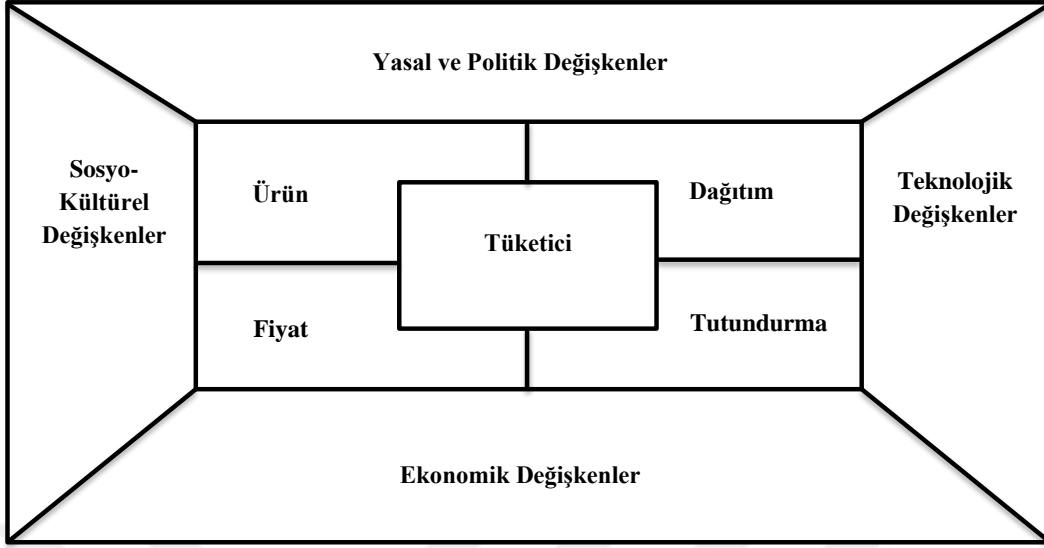 Yasal ve Politik Değişkenler
Sosyo-
Kültürel
Değişkenler
Ürün
Dağıtım
Teknolojik
Değişkenler
Tüketici
Fiyat
Tutundurma
Ekonomik Değişkenler